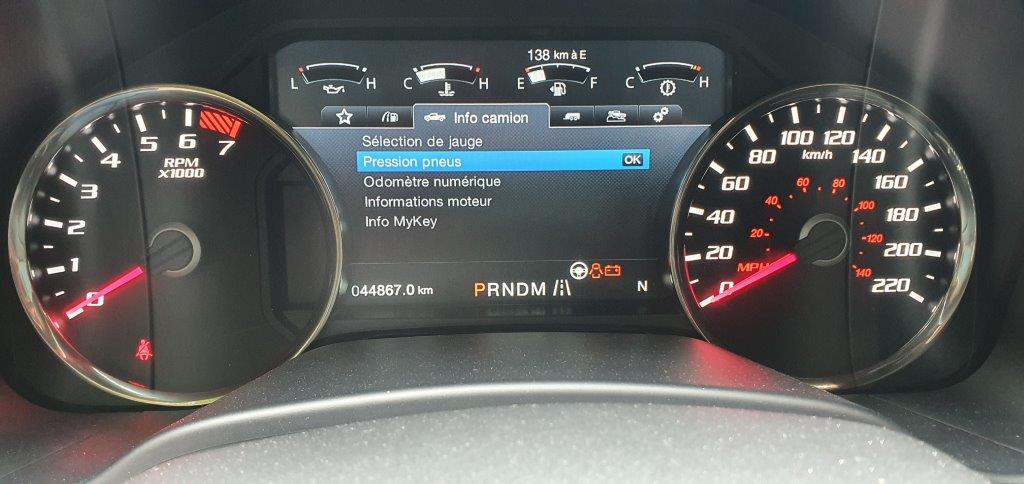 138 km à E
L H C H E F C H
Info camion
Sélection de jauge
Pression pneus OK
Odomètre numérique
Informations moteur
Info MyKey
044867.0 km PRNDM N
0 1 2 3 4 5 6 7
RPM
x1000
0 20 40 60 80 100 120 140 160 180 200 220
km/h
20 40 60 80 100 120 140
MPH